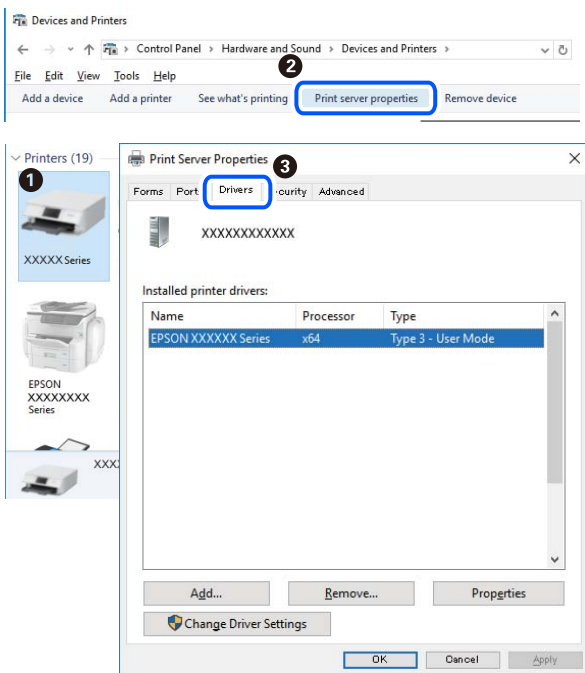 Devices and Printers
Control Panel > Hardware and Sound > Devices and Printers >
2
File Edit View Tools Help
Add a device Add a printer See what's printing Print server properties Remove device
Printers (19)
1
XXXXX Series
EPSON
XXXXXXXX
Series
XXX
Print Server Properties
3
Forms Port Drivers curity Advanced
XXXXXXXXXXXX
Installed printer drivers:
Name Processor Type
EPSON XXXXXX Series x64 Type 3 - User Mode
Add... Remove... Properties
Change Driver Settings
OK Cancel Apply